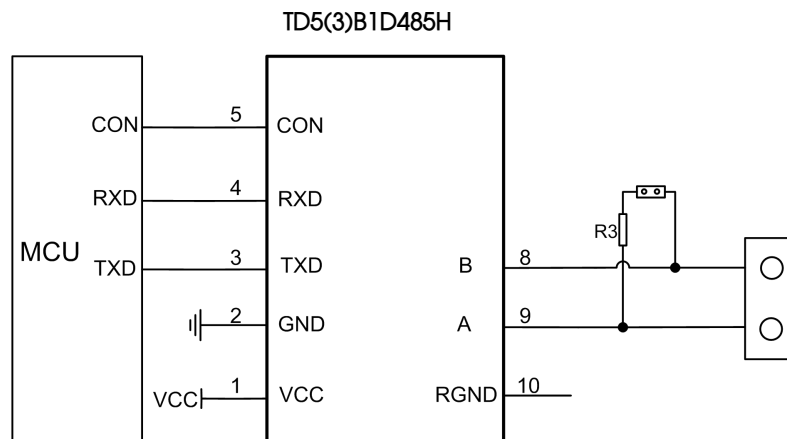 TD5(3)B1D485H
CON 5 CON
RXD 4 RXD
R3
MCU
TXD 3 TXD B 8
2 GND A 9
VCC 1 VCC RGND 10